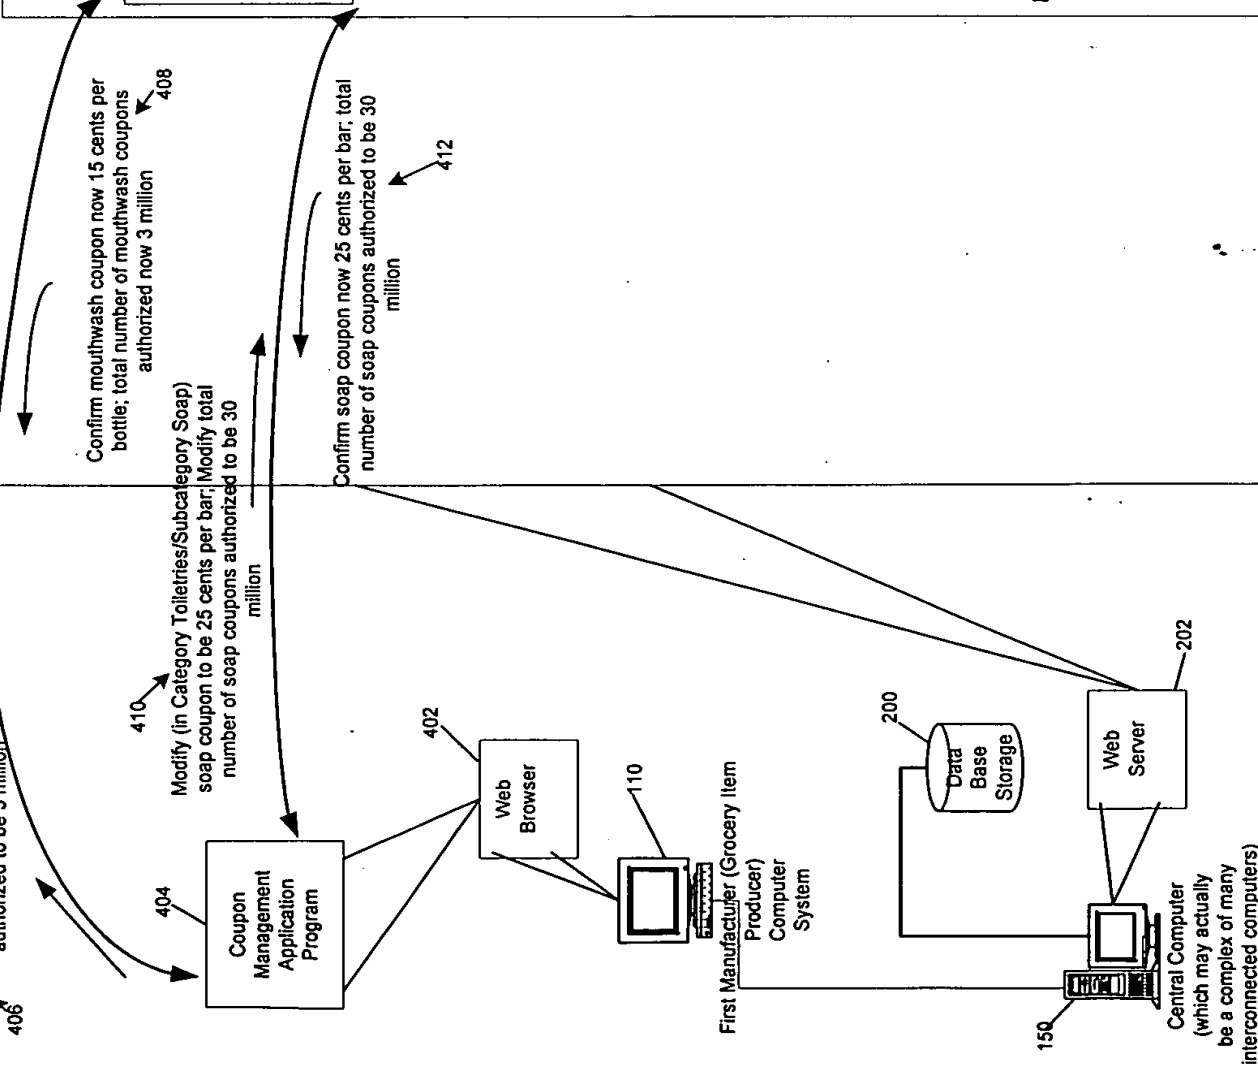 Confirm mouthwash coupon now 15 cents per
bottle; total number of mouthwash coupons
authorized now 3 million
408
Confirm soap coupon now 25 cents per bar; total
number of soap coupons authorized to be 30
million
412
410
Modify (in Category Toiletries/Subcategory Soap)
soap coupon to be 25 cents per bar; Modify total
number of soap coupons authorized to be 30
million
406
404
Coupon
Management
Application
Program
402
Web
Browser
110
First Manufacturer (Grocery Item
Producer)
Computer
System
200
Data
Base
Storage
202
Web
Server
150
Central Computer
(which may actually
be a complex of many
interconnected computers)